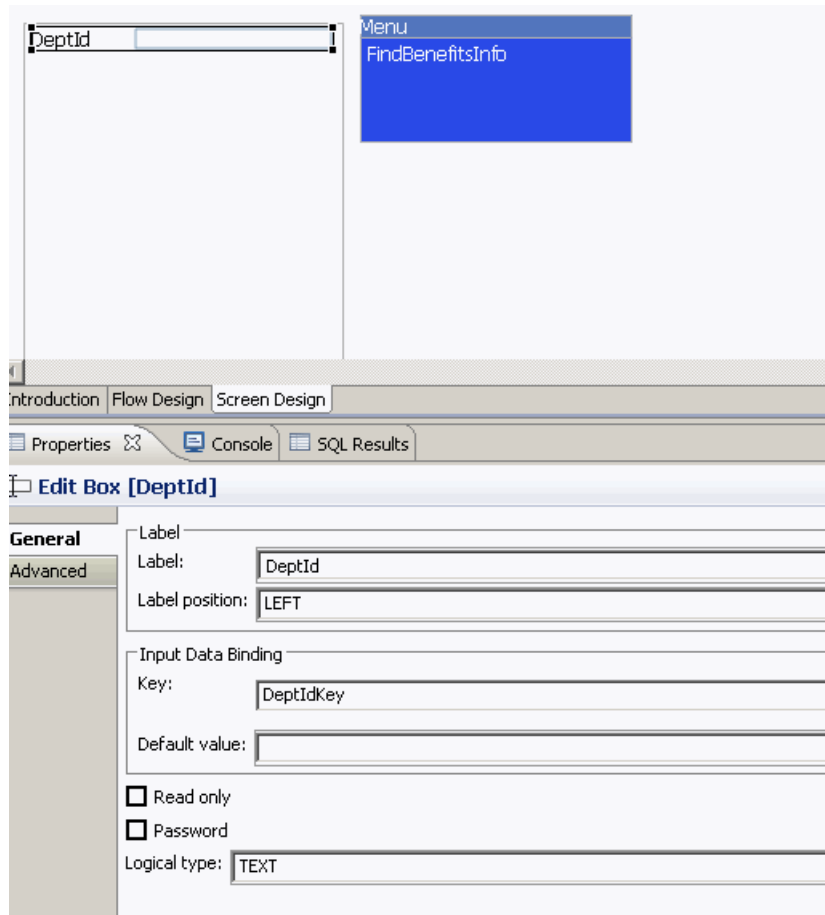 DeptId
Menu
FindBenefitsInfo
Introduction Flow Design Screen Design
Properties Console SQL Results
Edit Box [DeptId]
General
Advanced
Label
Label: DeptId
Label position: LEFT
Input Data Binding
Key: DeptIdKey
Default value:
Read only
Password
Logical type: TEXT